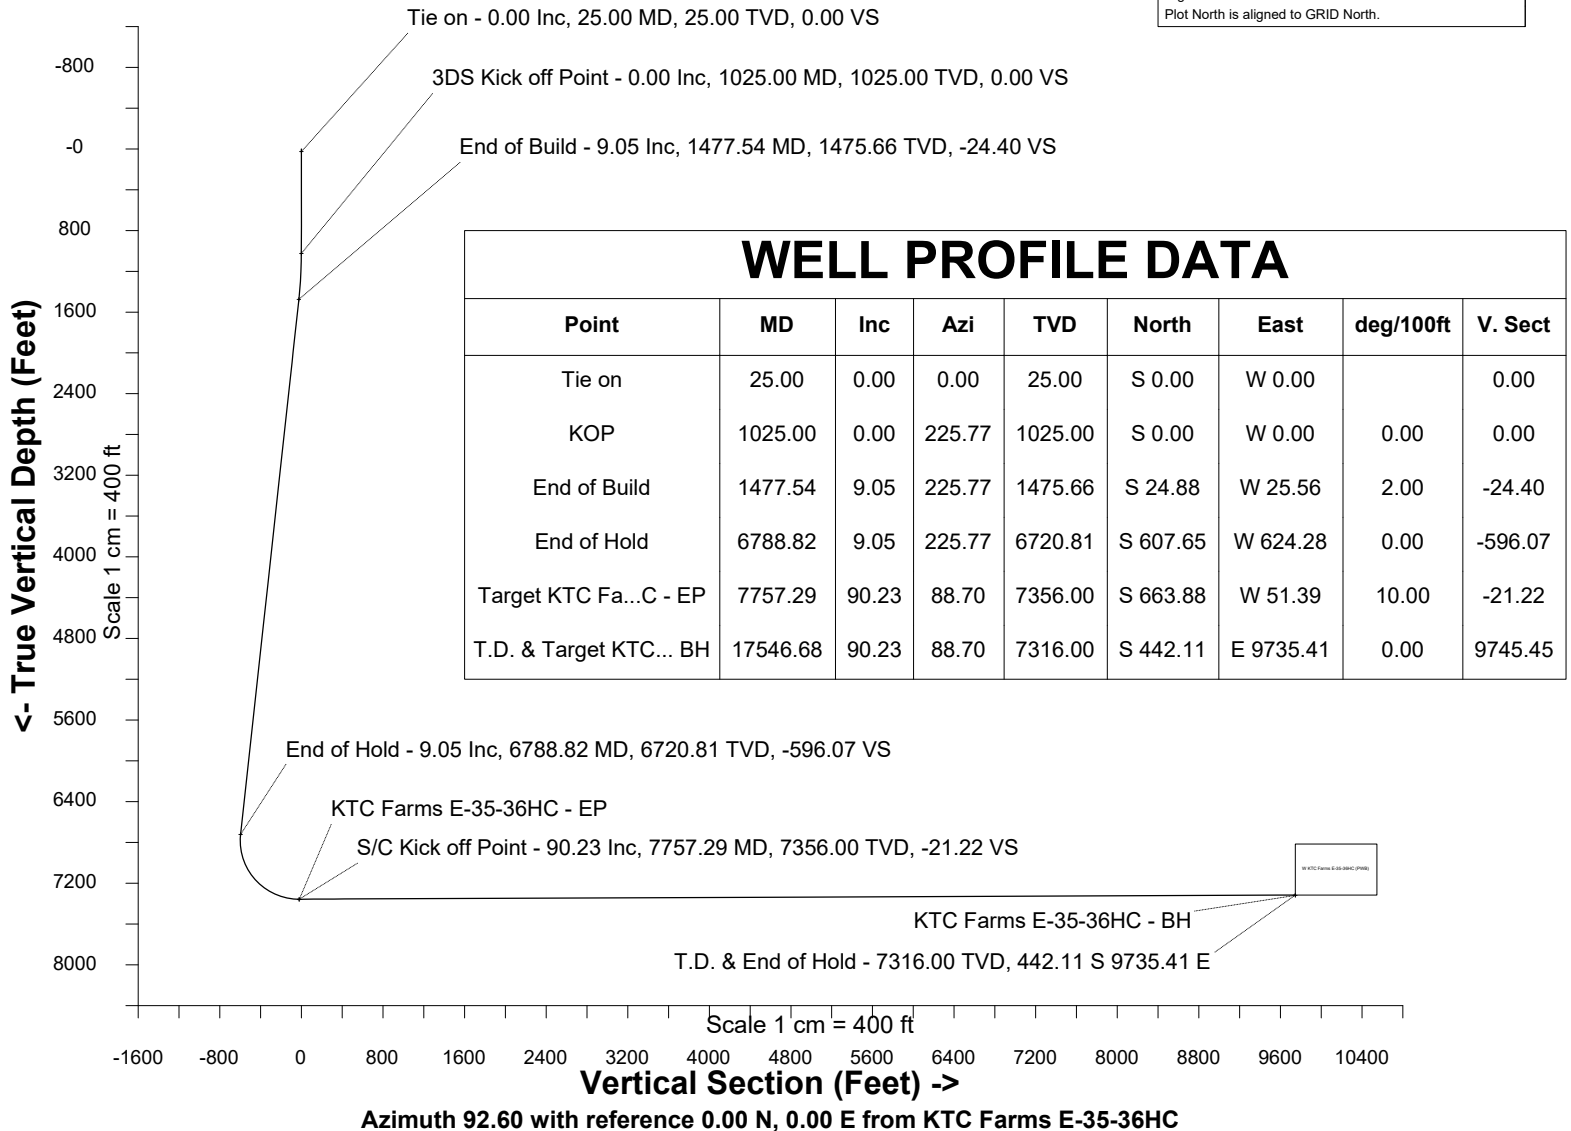 Plot North is aligned to GRID North.
Tie on - 0.00 Inc, 25.00 MD, 25.00 TVD, 0.00 VS
3DS Kick off Point - 0.00 Inc, 1025.00 MD, 1025.00 TVD, 0.00 VS
End of Build - 9.05 Inc, 1477.54 MD, 1475.66 TVD, -24.40 VS
-800
-0
800
1600
2400
3200
4000
4800
5600
6400
7200
8000
<- True Vertical Depth (Feet)
Scale 1 cm = 400 ft
WELL PROFILE DATA
Point MD Inc Azi TVD North East deg/100ft V. Sect
Tie on 25.00 0.00 0.00 25.00 S 0.00 W 0.00 0.00
KOP 1025.00 0.00 225.77 1025.00 S 0.00 W 0.00 0.00 0.00
End of Build 1477.54 9.05 225.77 1475.66 S 24.88 W 25.56 2.00 -24.40
End of Hold 6788.82 9.05 225.77 6720.81 S 607.65 W 624.28 0.00 -596.07
Target KTC Fa...C - EP 7757.29 90.23 88.70 7356.00 S 663.88 W 51.39 10.00 -21.22
T.D. & Target KTC... BH 17546.68 90.23 88.70 7316.00 S 442.11 E 9735.41 0.00 9745.45
End of Hold - 9.05 Inc, 6788.82 MD, 6720.81 TVD, -596.07 VS
KTC Farms E-35-36HC - EP
S/C Kick off Point - 90.23 Inc, 7757.29 MD, 7356.00 TVD, -21.22 VS
W KTC Farms E-35-36HC (PWB)
KTC Farms E-35-36HC - BH
T.D. & End of Hold - 7316.00 TVD, 442.11 S 9735.41 E
Scale 1 cm = 400 ft
-1600 -800 0 800 1600 2400 3200 4000 4800 5600 6400 7200 8000 8800 9600 10400
Vertical Section (Feet) ->
Azimuth 92.60 with reference 0.00 N, 0.00 E from KTC Farms E-35-36HC